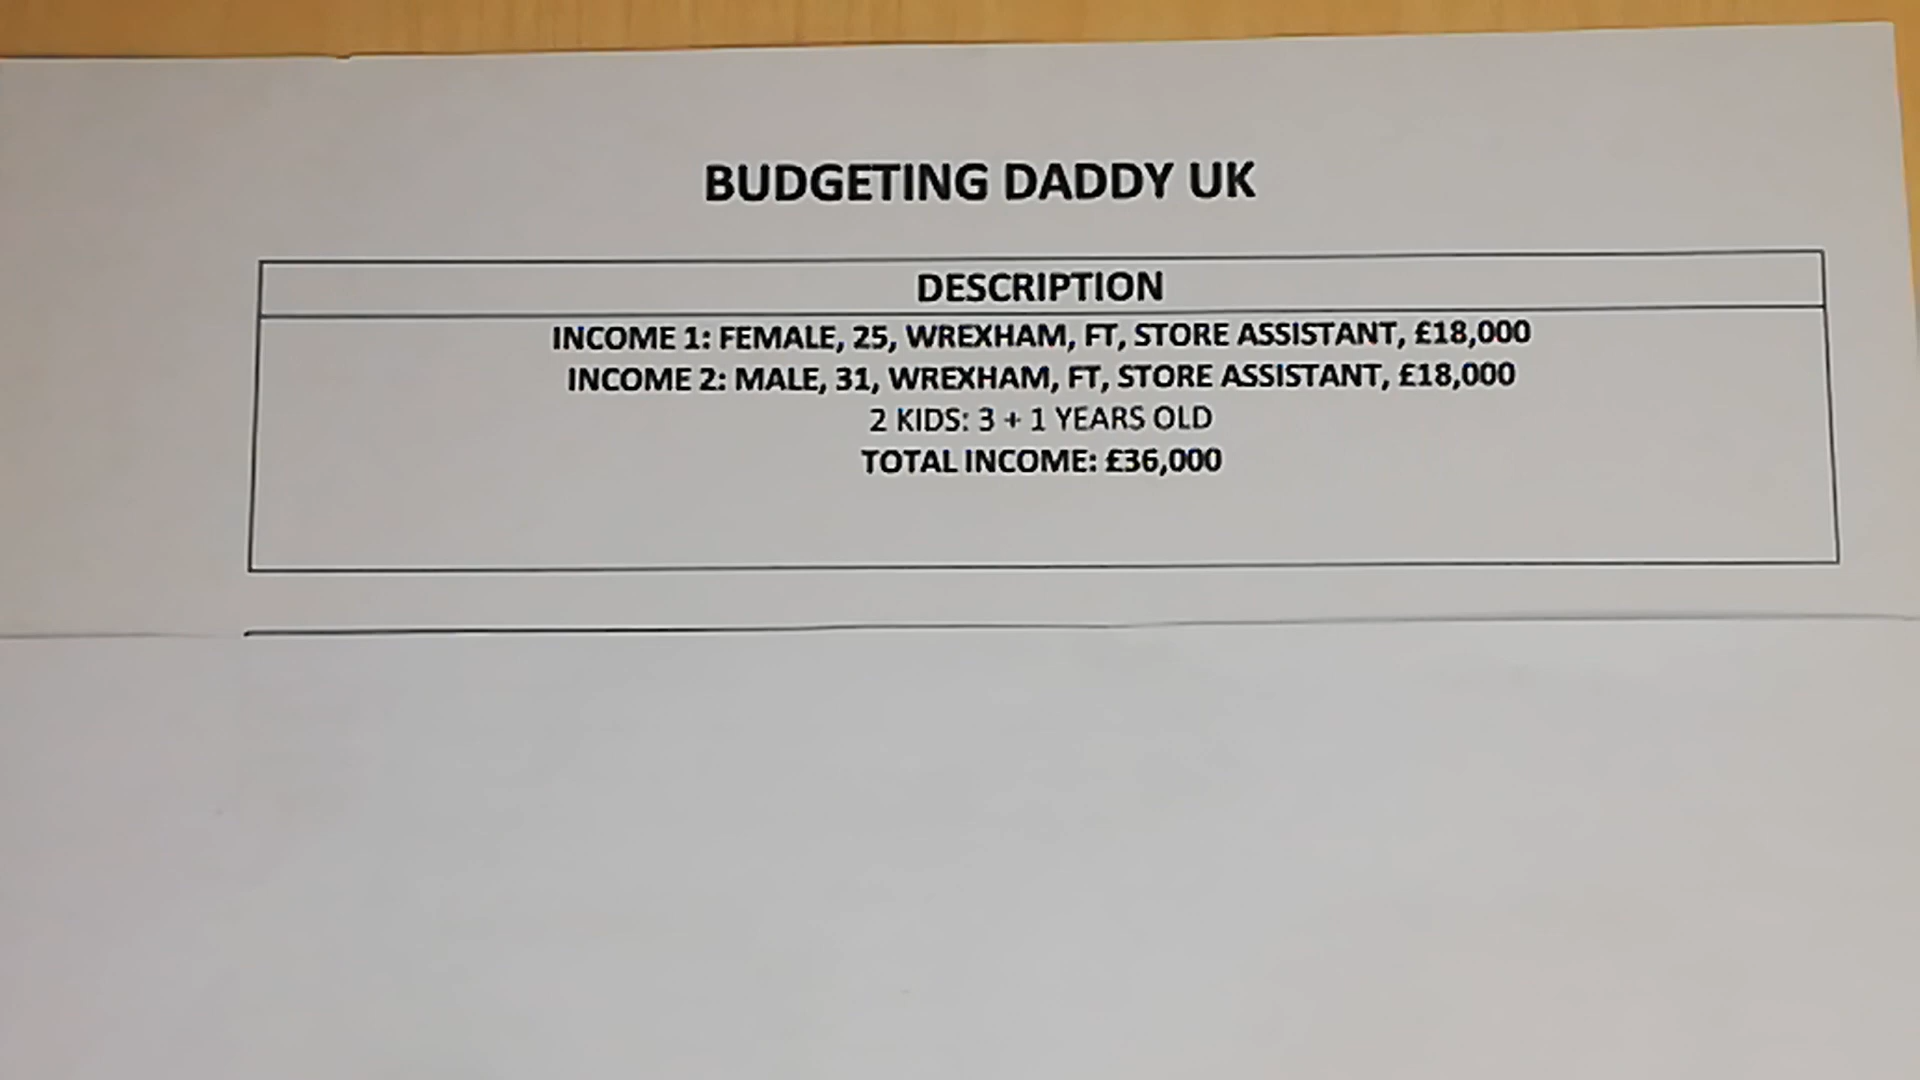 BUDGETING DADDY UK
DESCRIPTION
INCOME 1: FEMALE, 25, WREXHAM, FT, STORE ASSISTANT, £18,000
INCOME 2: MALE, 31, WREXHAM, FT, STORE ASSISTANT, £18,000
2 KIDS: 3 + 1 YEARS OLD
TOTAL INCOME: £36,000